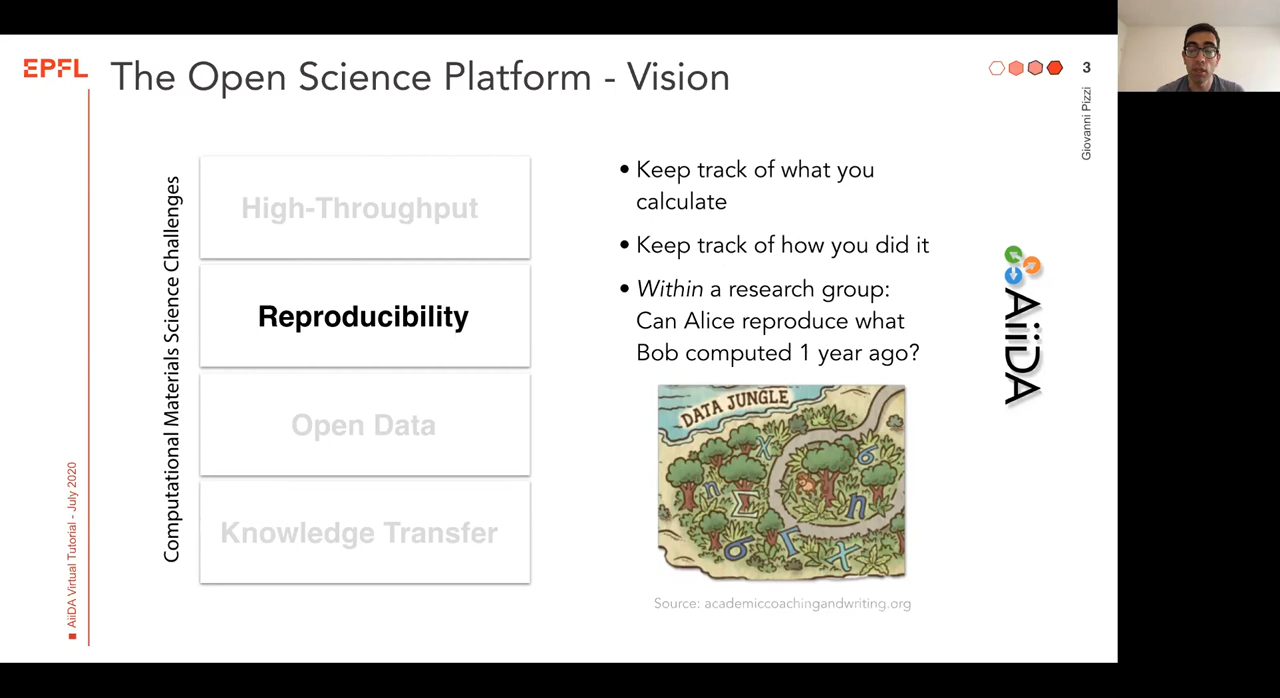 EPFL
The Open Science Platform - Vision
3
Giovanni Pizzi
Computational Materials Science Challenges
High-Throughput
Reproducibility
Open Data
Knowledge Transfer
• Keep track of what you
calculate
• Keep track of how you did it
• Within a research group:
Can Alice reproduce what
Bob computed 1 year ago?
AiiDA
DATA JUNGLE
χ
σ
n
Σ
n
σ
Γ
χ
Source: academiccoachingandwriting.org
AiiDA Virtual Tutorial - July 2020